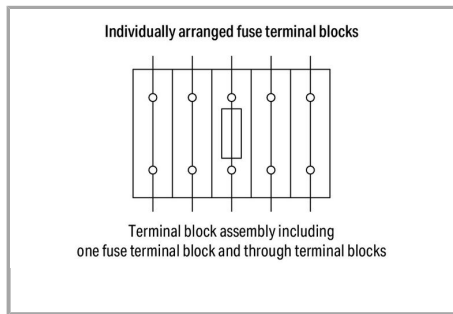 Individually arranged fuse terminal blocks
Terminal block assembly including
one fuse terminal block and through terminal blocks